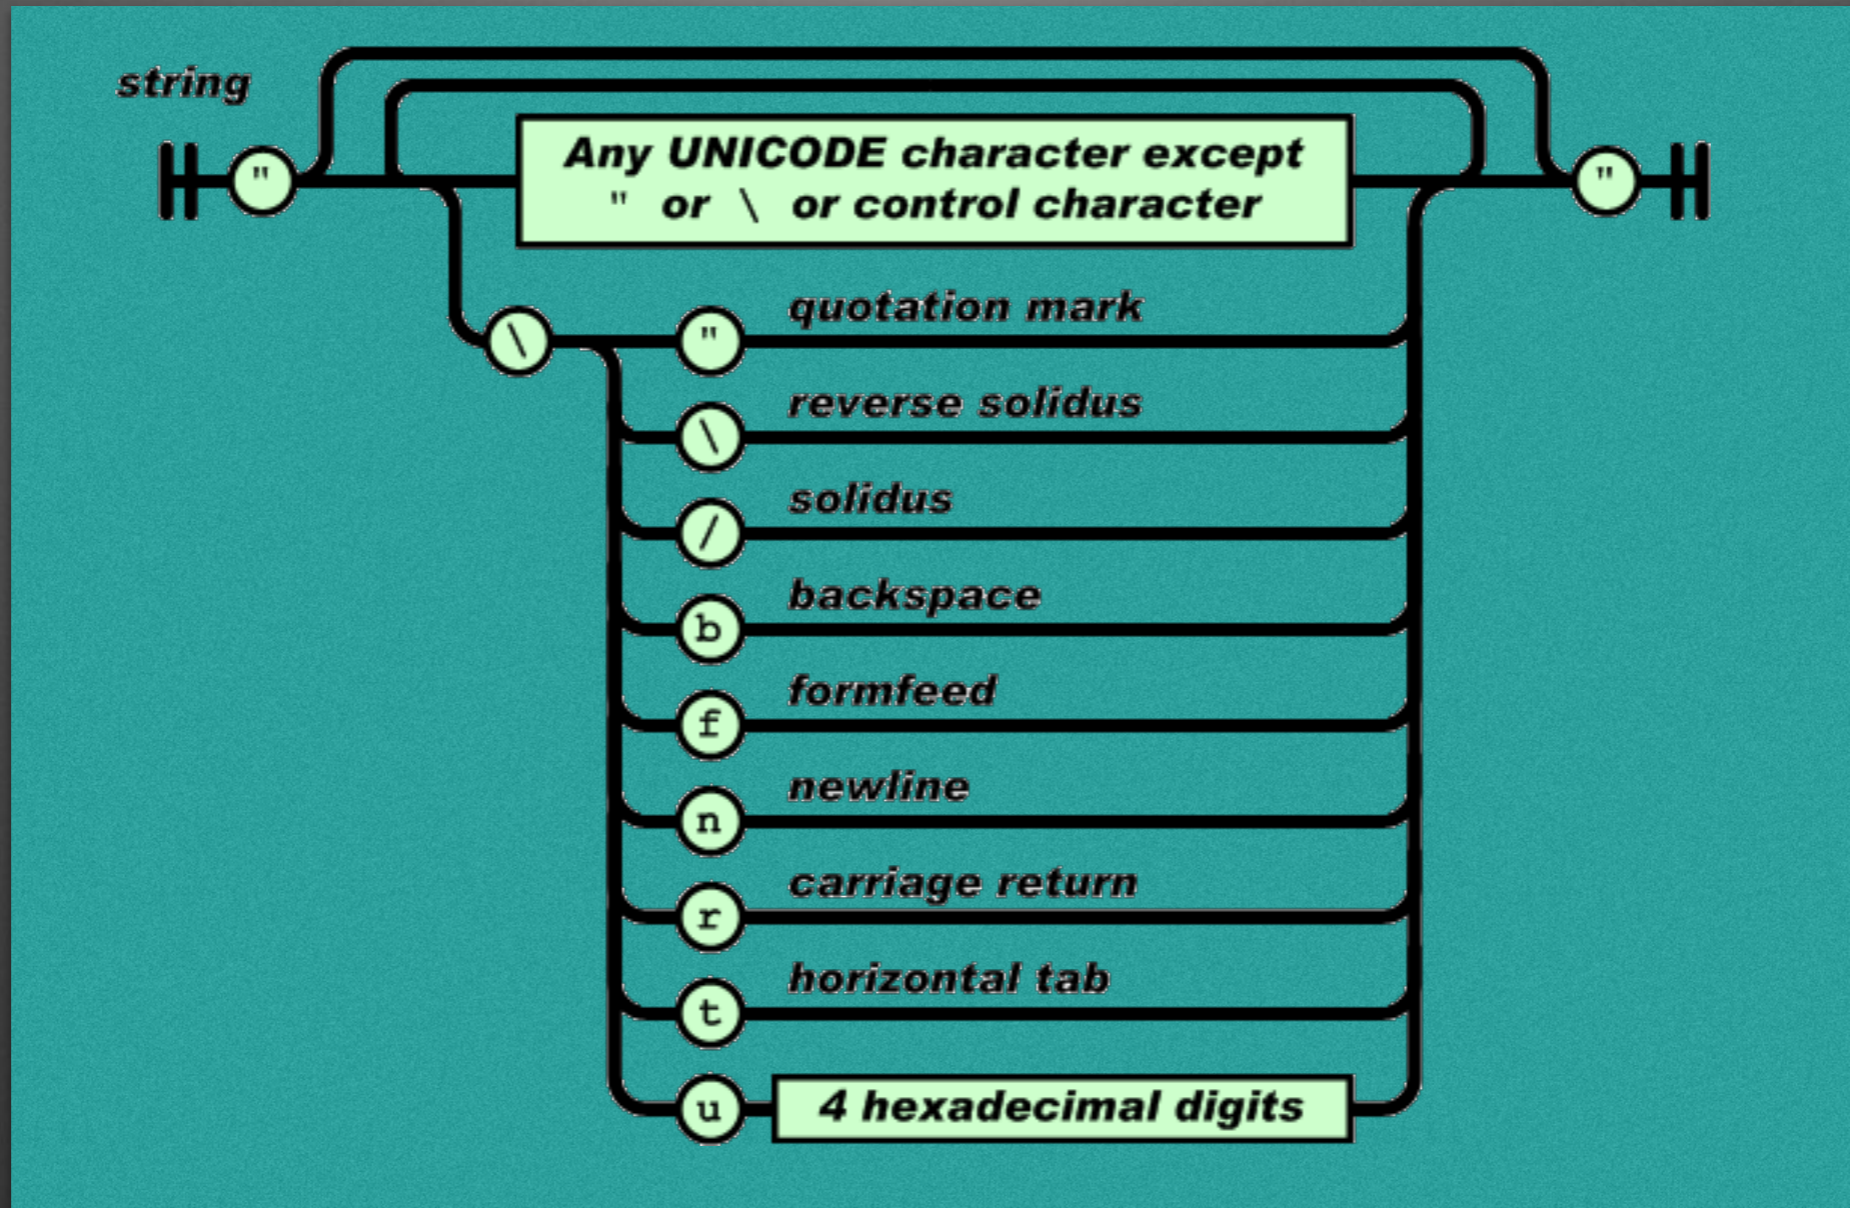 string
"
Any UNICODE character except
" or \ or control character
"
\
" quotation mark
\ reverse solidus
/ solidus
b backspace
f formfeed
n newline
r carriage return
t horizontal tab
u 4 hexadecimal digits